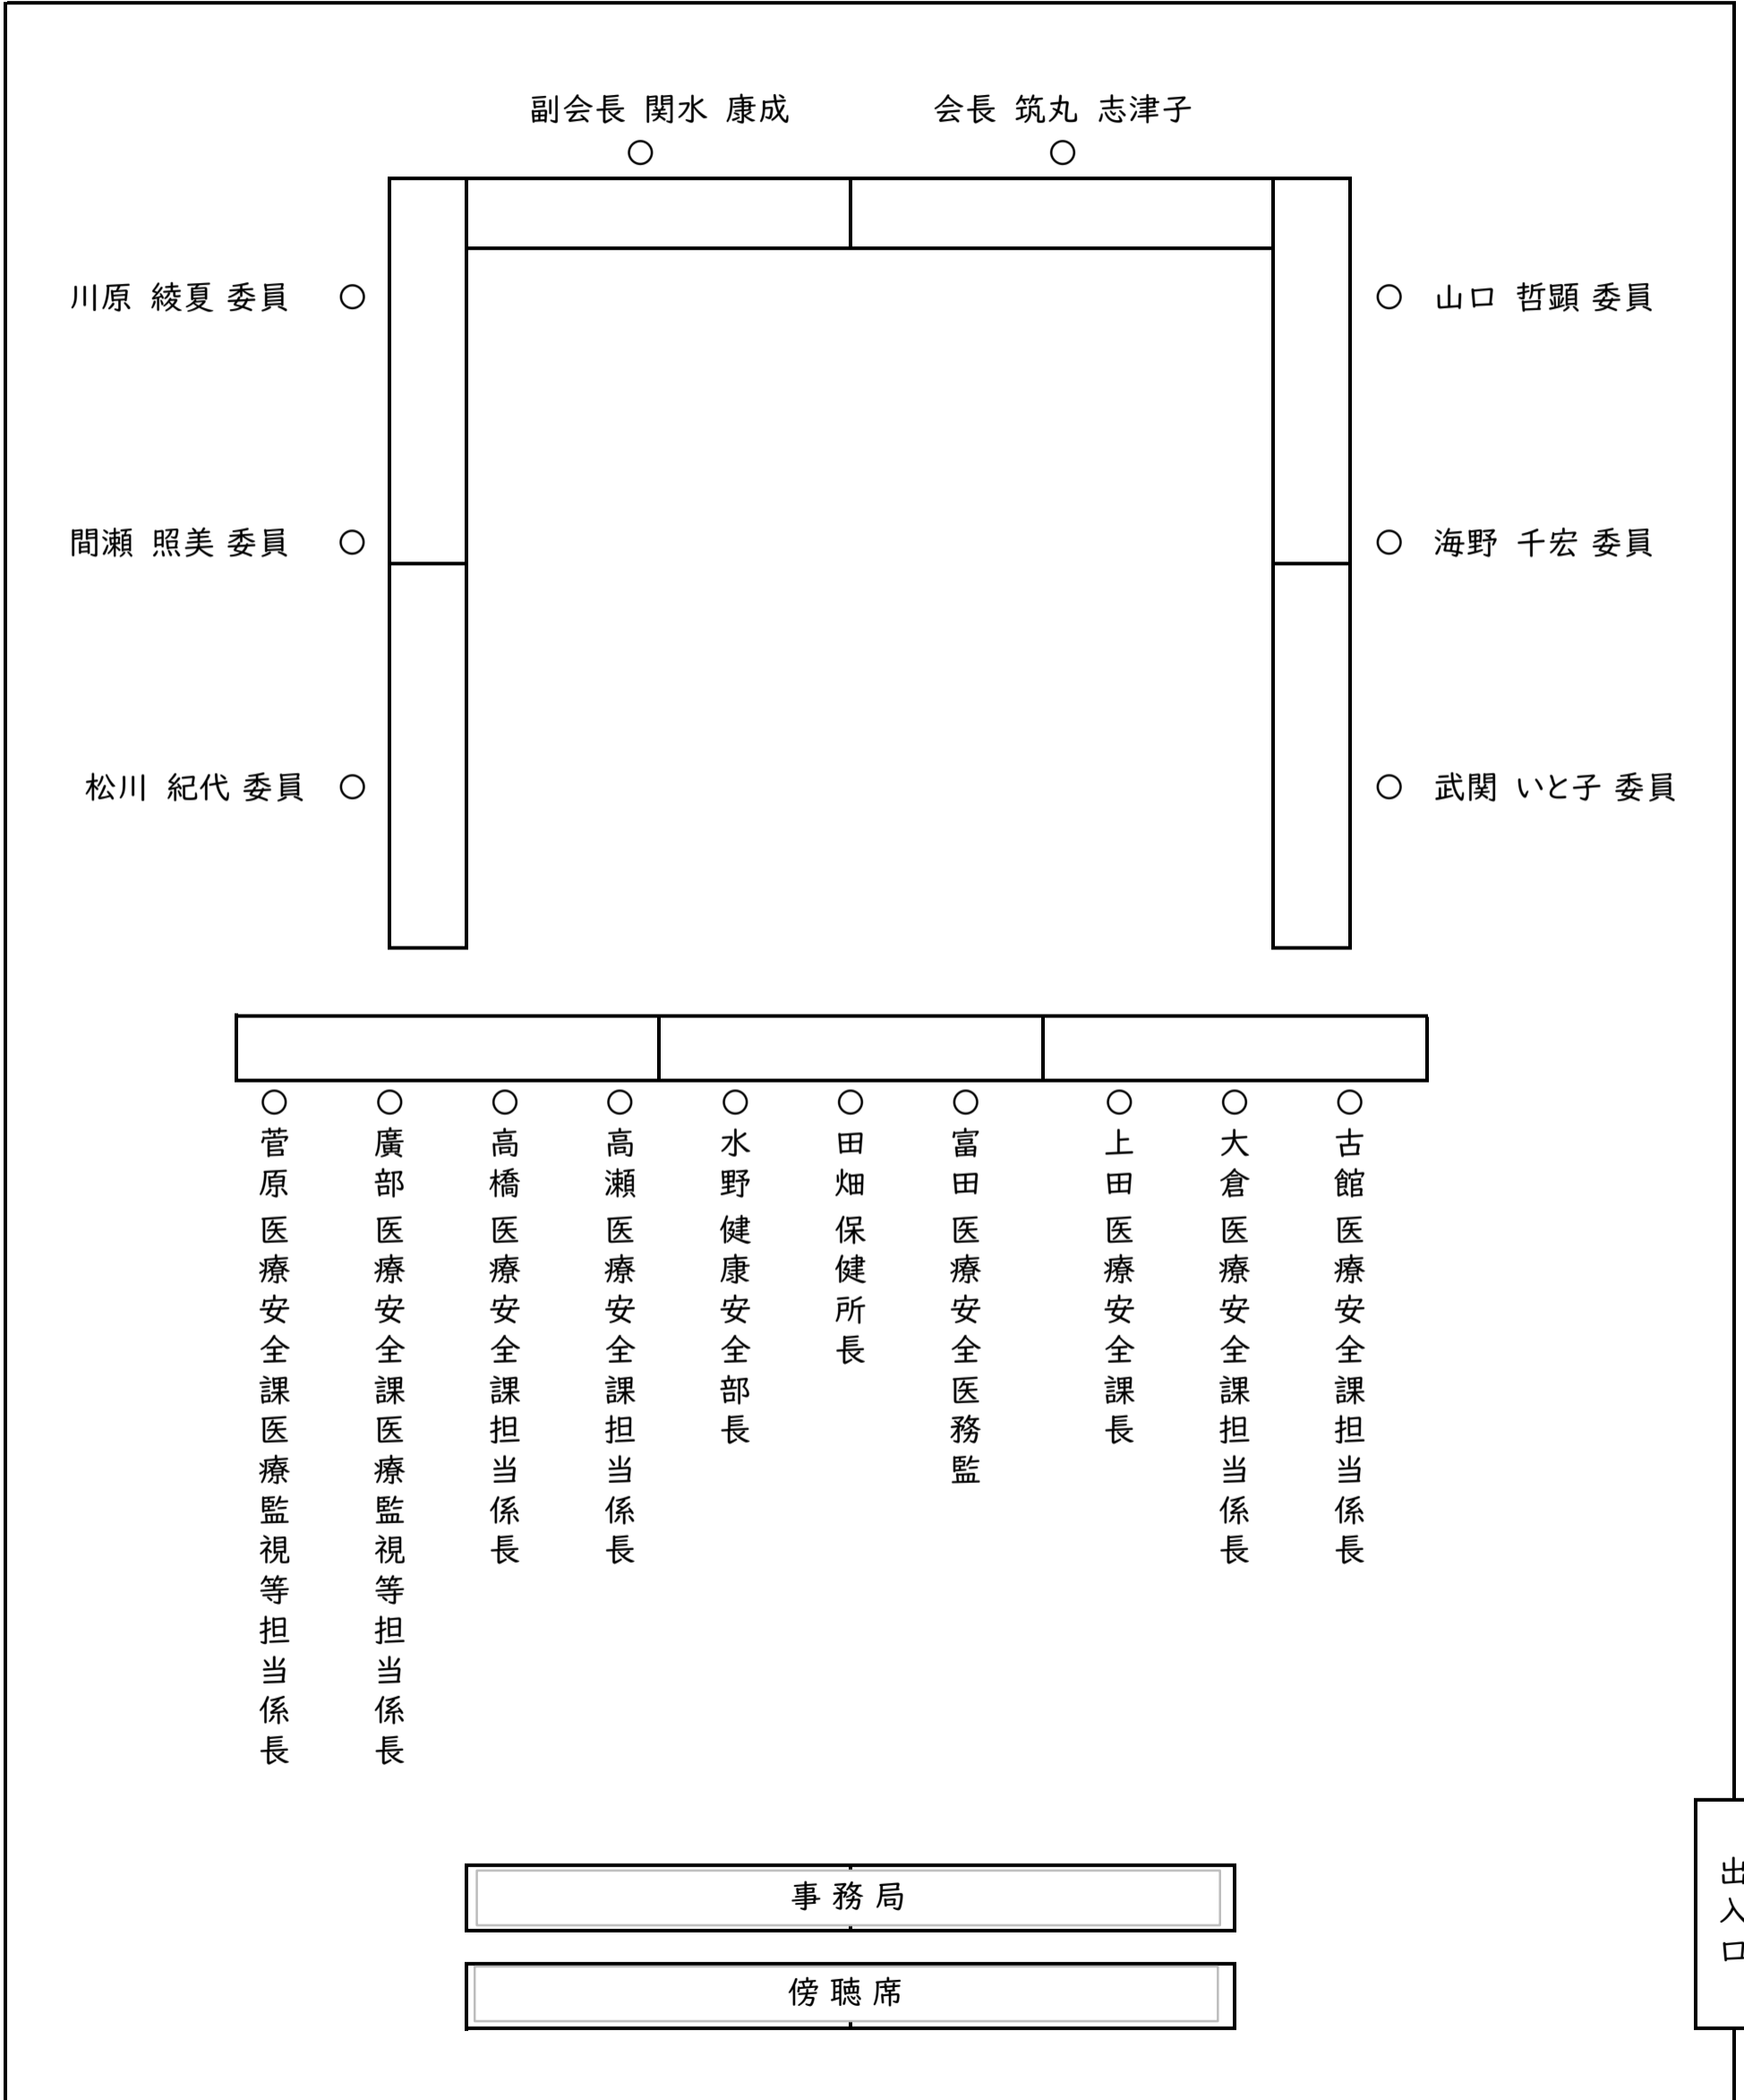 副会長 関水 康成
会長 筑丸 志津子
川原 綾夏 委員
山口 哲顕 委員
間瀬 照美 委員
海野 千宏 委員
松川 紀代 委員
武関 いと子 委員
菅原 医療安全課医療監視等担当係長
廣部 医療安全課医療監視等担当係長
高橋 医療安全課担当係長
高瀬 医療安全課担当係長
水野 健康安全部長
田畑 保健所長
富田 医療安全医務監
上田 医療安全課長
大倉 医療安全課担当係長
古館 医療安全課担当係長
出入口
事務局
傍聴席